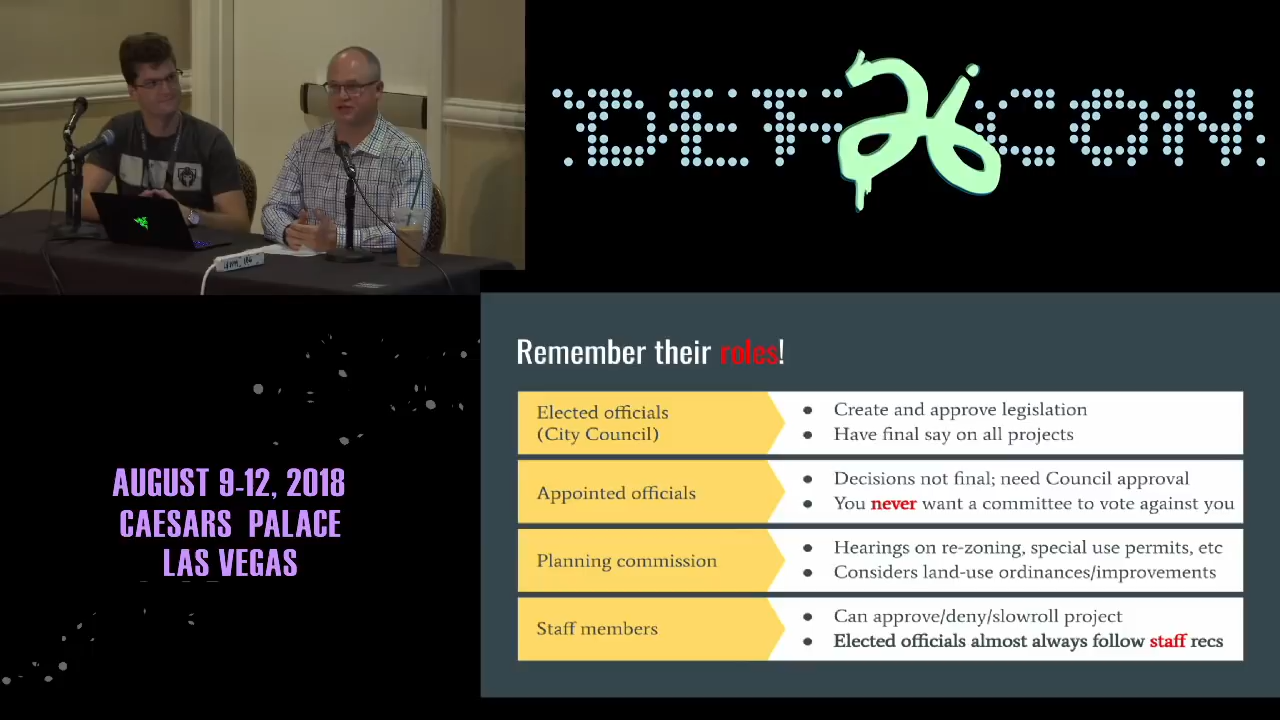 DEF 26 CON
Remember their roles!
Elected officials
(City Council)
● Create and approve legislation
● Have final say on all projects
Appointed officials
● Decisions not final; need Council approval
● You never want a committee to vote against you
Planning commission
● Hearings on re-zoning, special use permits, etc
● Considers land-use ordinances/improvements
Staff members
● Can approve/deny/slowroll project
● Elected officials almost always follow staff recs
AUGUST 9-12, 2018
CAESARS PALACE
LAS VEGAS